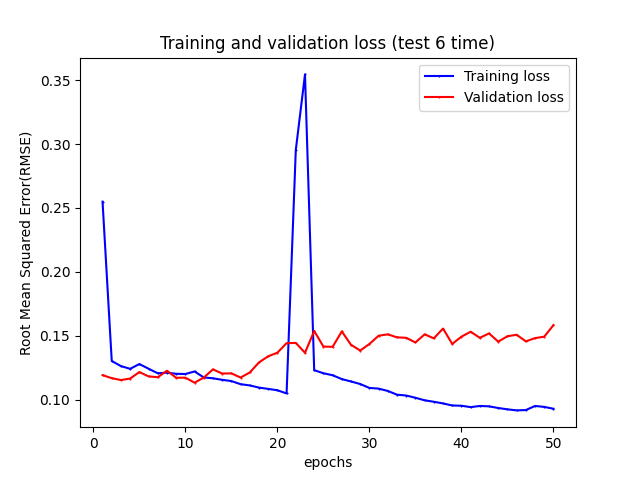 Training and validation loss (test 6 time)
Training loss
Validation loss
Root Mean Squared Error(RMSE)
0.35
0.30
0.25
0.20
0.15
0.10
0 10 20 30 40 50
epochs